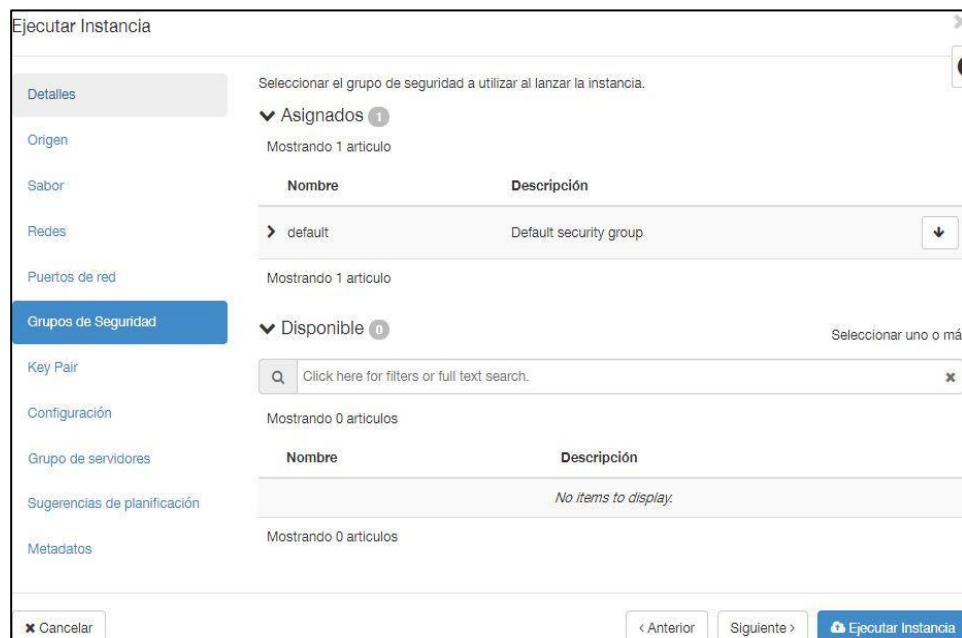 Ejecutar Instancia
Detalles
Origen
Sabor
Redes
Puertos de red
Grupos de Seguridad
Key Pair
Configuración
Grupo de servidores
Sugerencias de planificación
Metadatos
Seleccionar el grupo de seguridad a utilizar al lanzar la instancia.
Asignados 1
Mostrando 1 articulo
Nombre Descripción
default Default security group
Mostrando 1 articulo
Disponible 0
Seleccionar uno o má
Click here for filters or full text search.
Mostrando 0 articulos
Nombre Descripción
No items to display.
Mostrando 0 articulos
Cancelar
< Anterior
Siguiente >
Ejecutar Instancia